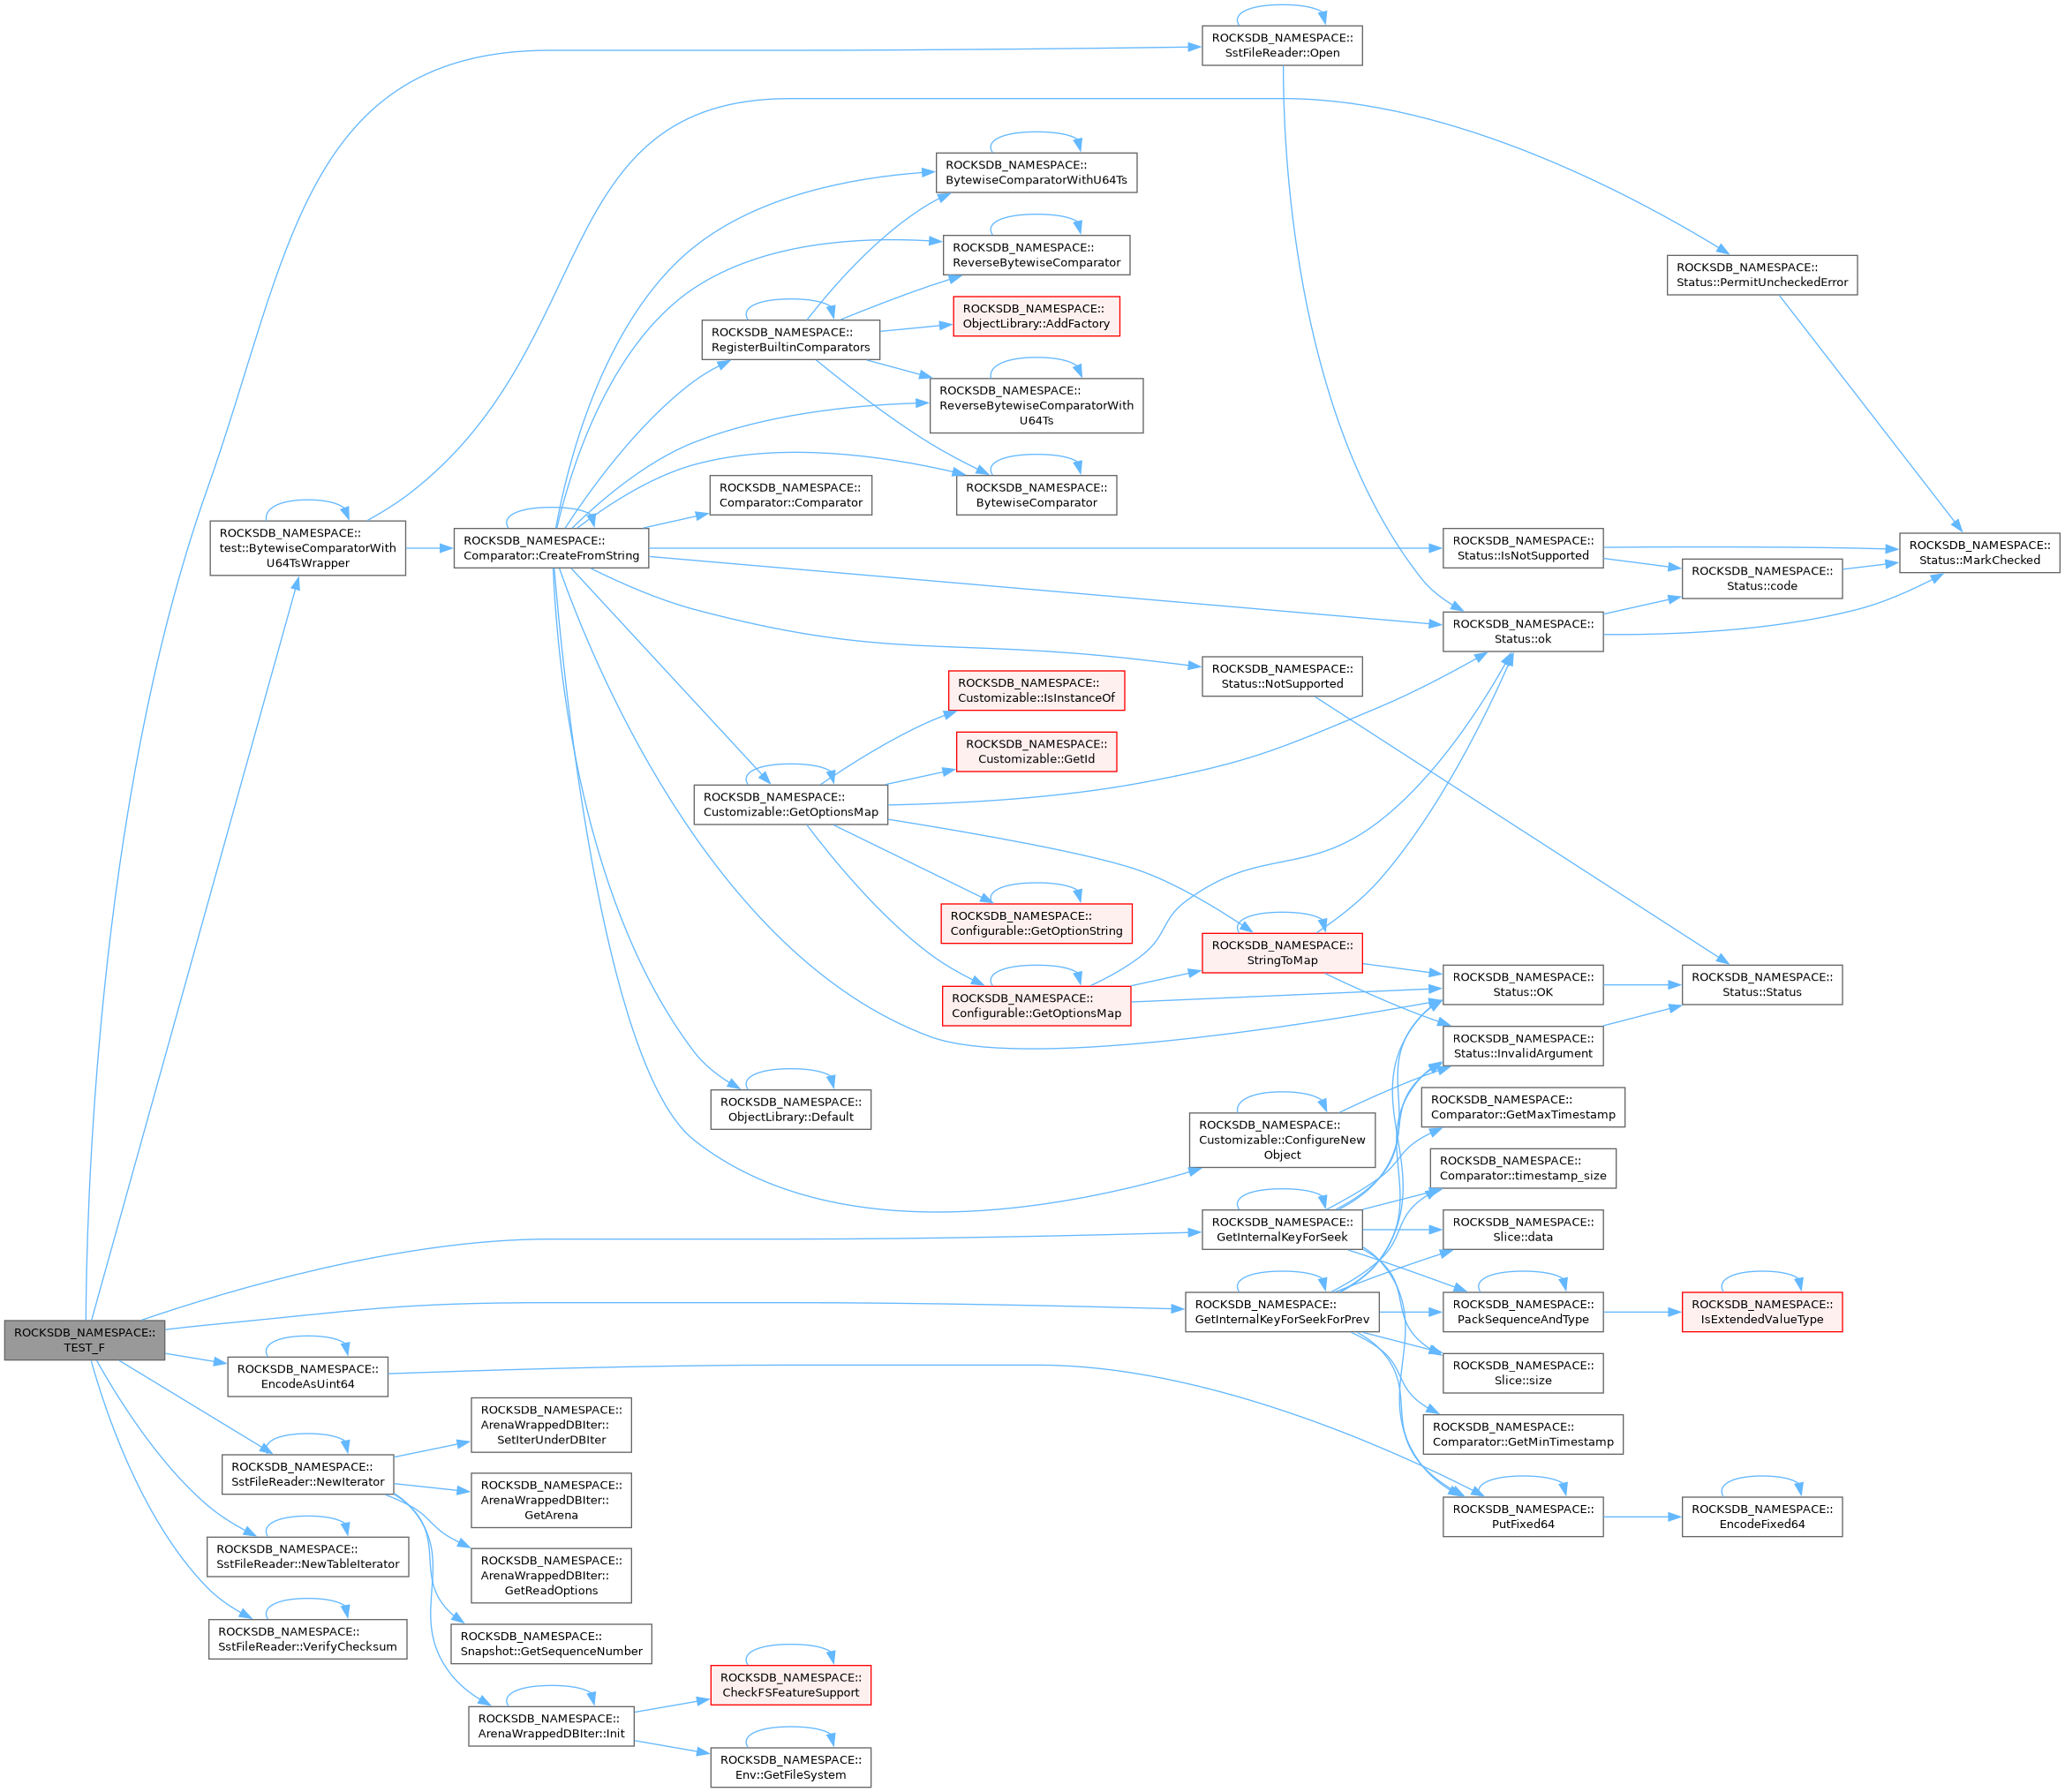 ROCKSDB_NAMESPACE::
TEST_F
ROCKSDB_NAMESPACE::
test::BytewiseComparatorWith
U64TsWrapper
ROCKSDB_NAMESPACE::
EncodeAsUint64
ROCKSDB_NAMESPACE::
SstFileReader::NewIterator
ROCKSDB_NAMESPACE::
SstFileReader::NewTableIterator
ROCKSDB_NAMESPACE::
SstFileReader::VerifyChecksum
ROCKSDB_NAMESPACE::
Comparator::CreateFromString
ROCKSDB_NAMESPACE::
ArenaWrappedDBIter::
SetIterUnderDBIter
ROCKSDB_NAMESPACE::
ArenaWrappedDBIter::
GetArena
ROCKSDB_NAMESPACE::
ArenaWrappedDBIter::
GetReadOptions
ROCKSDB_NAMESPACE::
Snapshot::GetSequenceNumber
ROCKSDB_NAMESPACE::
ArenaWrappedDBIter::Init
ROCKSDB_NAMESPACE::
RegisterBuiltinComparators
ROCKSDB_NAMESPACE::
Comparator::Comparator
ROCKSDB_NAMESPACE::
Customizable::GetOptionsMap
ROCKSDB_NAMESPACE::
ObjectLibrary::Default
ROCKSDB_NAMESPACE::
CheckFSFeatureSupport
ROCKSDB_NAMESPACE::
Env::GetFileSystem
ROCKSDB_NAMESPACE::
BytewiseComparatorWithU64Ts
ROCKSDB_NAMESPACE::
ReverseBytewiseComparator
ROCKSDB_NAMESPACE::
ObjectLibrary::AddFactory
ROCKSDB_NAMESPACE::
ReverseBytewiseComparatorWith
U64Ts
ROCKSDB_NAMESPACE::
BytewiseComparator
ROCKSDB_NAMESPACE::
Customizable::IsInstanceOf
ROCKSDB_NAMESPACE::
Customizable::GetId
ROCKSDB_NAMESPACE::
Configurable::GetOptionString
ROCKSDB_NAMESPACE::
Configurable::GetOptionsMap
ROCKSDB_NAMESPACE::
SstFileReader::Open
ROCKSDB_NAMESPACE::
Status::NotSupported
ROCKSDB_NAMESPACE::
StringToMap
ROCKSDB_NAMESPACE::
Customizable::ConfigureNew
Object
ROCKSDB_NAMESPACE::
GetInternalKeyForSeek
ROCKSDB_NAMESPACE::
GetInternalKeyForSeekForPrev
ROCKSDB_NAMESPACE::
Status::IsNotSupported
ROCKSDB_NAMESPACE::
Status::ok
ROCKSDB_NAMESPACE::
Status::OK
ROCKSDB_NAMESPACE::
Status::InvalidArgument
ROCKSDB_NAMESPACE::
Comparator::GetMaxTimestamp
ROCKSDB_NAMESPACE::
Comparator::timestamp_size
ROCKSDB_NAMESPACE::
Slice::data
ROCKSDB_NAMESPACE::
PackSequenceAndType
ROCKSDB_NAMESPACE::
Slice::size
ROCKSDB_NAMESPACE::
Comparator::GetMinTimestamp
ROCKSDB_NAMESPACE::
PutFixed64
ROCKSDB_NAMESPACE::
Status::PermitUncheckedError
ROCKSDB_NAMESPACE::
Status::code
ROCKSDB_NAMESPACE::
Status::Status
ROCKSDB_NAMESPACE::
IsExtendedValueType
ROCKSDB_NAMESPACE::
EncodeFixed64
ROCKSDB_NAMESPACE::
Status::MarkChecked